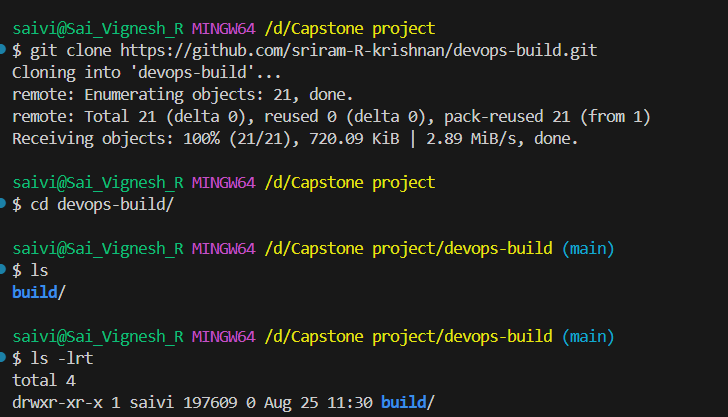 saivi@Sai_Vignesh_R MINGW64 /d/Capstone project
$ git clone https://github.com/sriram-R-krishnan/devops-build.git
Cloning into 'devops-build'...
remote: Enumerating objects: 21, done.
remote: Total 21 (delta 0), reused 0 (delta 0), pack-reused 21 (from 1)
Receiving objects: 100% (21/21), 720.09 KiB | 2.89 MiB/s, done.
saivi@Sai_Vignesh_R MINGW64 /d/Capstone project
$ cd devops-build/
saivi@Sai_Vignesh_R MINGW64 /d/Capstone project/devops-build (main)
$ ls
build/
saivi@Sai_Vignesh_R MINGW64 /d/Capstone project/devops-build (main)
$ ls -lrt
total 4
drwxr-xr-x 1 saivi 197609 0 Aug 25 11:30 build/